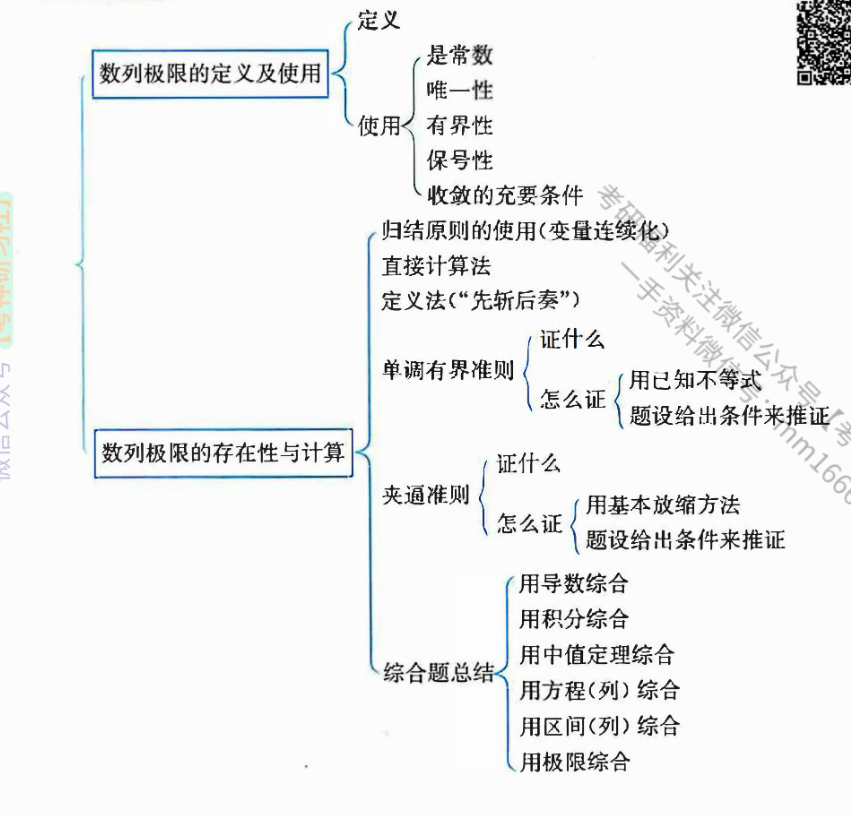 定义
数列极限的定义及使用
是常数
唯一性
使用
有界性
保号性
收敛的充要条件
归结原则的使用(变量连续化)
直接计算法
定义法(“先斩后奏”)
证什么
单调有界准则
用已知不等式
怎么证
题设给出条件来推证
数列极限的存在性与计算
证什么
夹逼准则
用基本放缩方法
怎么证
题设给出条件来推证
用导数综合
用积分综合
用中值定理综合
综合题总结
用方程(列)综合
用区间(列)综合
用极限综合
考研福利关注微信公众号【考
一手资料微信号: